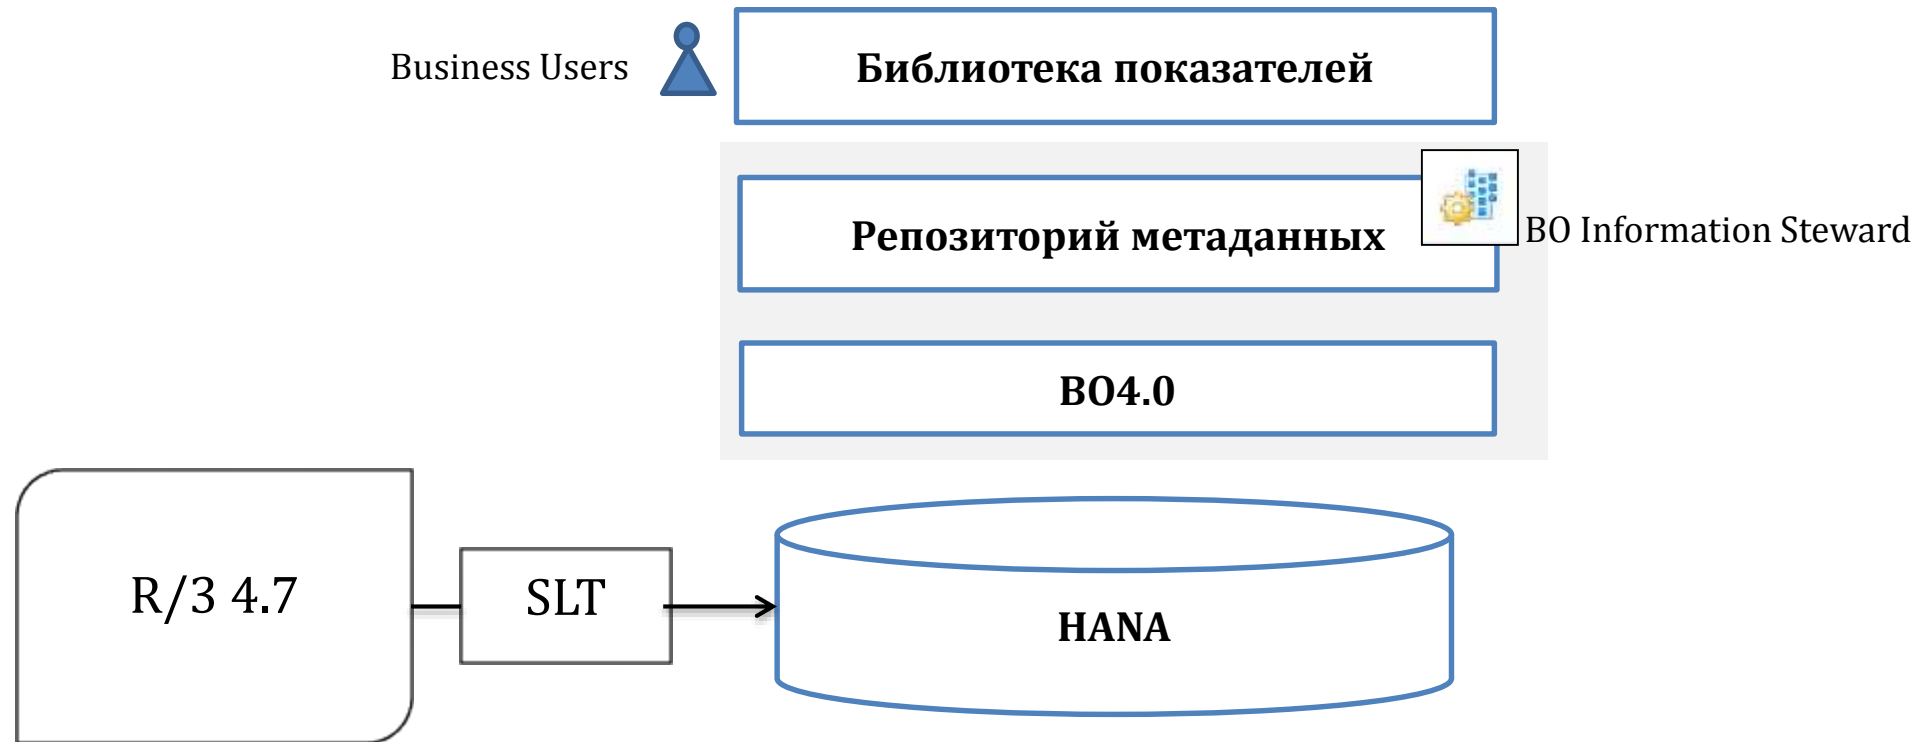 Business Users
Библиотека показателей
Репозиторий метаданных
BO Information Steward
BO4.0
R/3 4.7
SLT
HANA